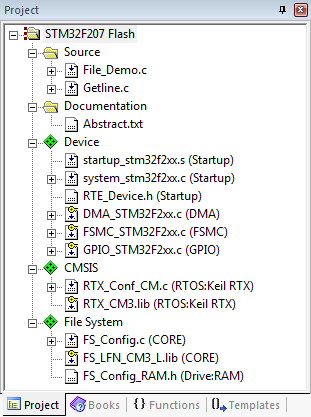 Project
STM32F207 Flash
Source
File_Demo.c
Getline.c
Documentation
Abstract.txt
Device
startup_stm32f2xx.s (Startup)
system_stm32f2xx.c (Startup)
RTE_Device.h (Startup)
DMA_STM32F2xx.c (DMA)
FSMC_STM32F2xx.c (FSMC)
GPIO_STM32F2xx.c (GPIO)
CMSIS
RTX_Conf_CM.c (RTOS:Keil RTX)
RTX_CM3.lib (RTOS:Keil RTX)
File System
FS_Config.c (CORE)
FS_LFN_CM3_L.lib (CORE)
FS_Config_RAM.h (Drive:RAM)
Project Books {} Functions 0 Templates